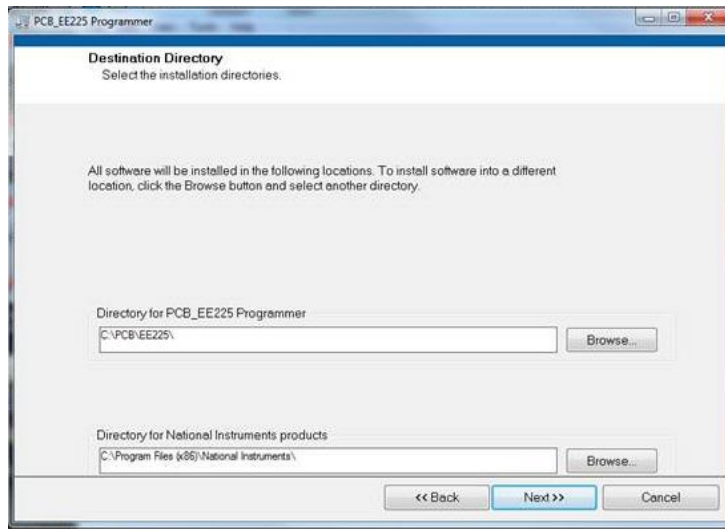 PCB_EE225 Programmer
Destination Directory
Select the installation directories.
All software will be installed in the following locations. To install software into a different
location, click the Browse button and select another directory.
Directory for PCB_EE225 Programmer
C:\PCB\EE225\
Browse...
Directory for National Instruments products
C:\Program Files (x86)\National Instruments\
Browse...
<< Back
Next >>
Cancel